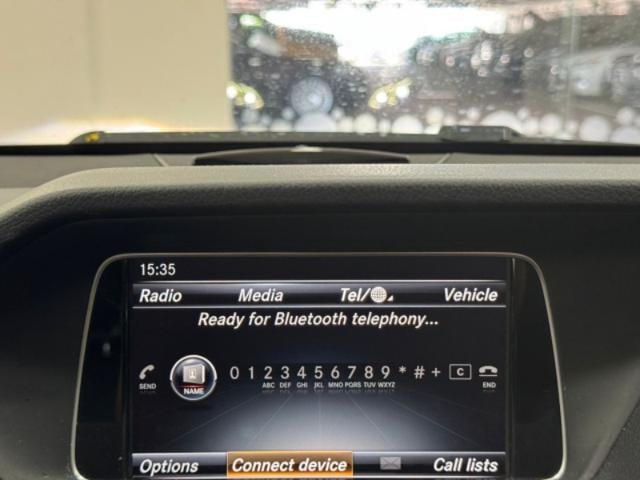 15:35
Radio Media Tel/ Vehicle
Ready for Bluetooth telephony...
SEND NAME 0 1 2 3 4 5 6 7 8 9 * # + C END
ABC DEF GHI JKL MNO PQRS TUV WXYZ
Options Connect device Call lists